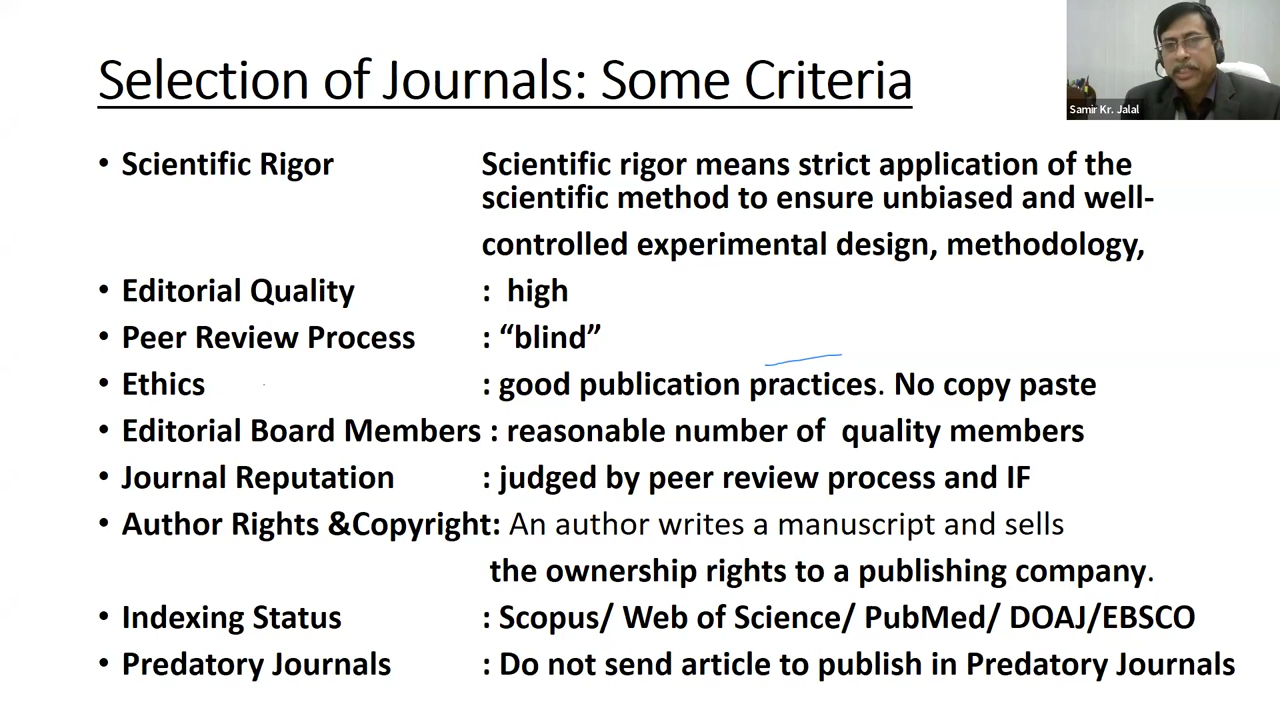 Selection of Journals: Some Criteria
Samir Kr. Jalal
• Scientific Rigor Scientific rigor means strict application of the
scientific method to ensure unbiased and well-
controlled experimental design, methodology,
• Editorial Quality : high
• Peer Review Process : “blind”
• Ethics : good publication practices. No copy paste
• Editorial Board Members : reasonable number of quality members
• Journal Reputation : judged by peer review process and IF
• Author Rights &Copyright: An author writes a manuscript and sells
the ownership rights to a publishing company.
• Indexing Status : Scopus/ Web of Science/ PubMed/ DOAJ/EBSCO
• Predatory Journals : Do not send article to publish in Predatory Journals